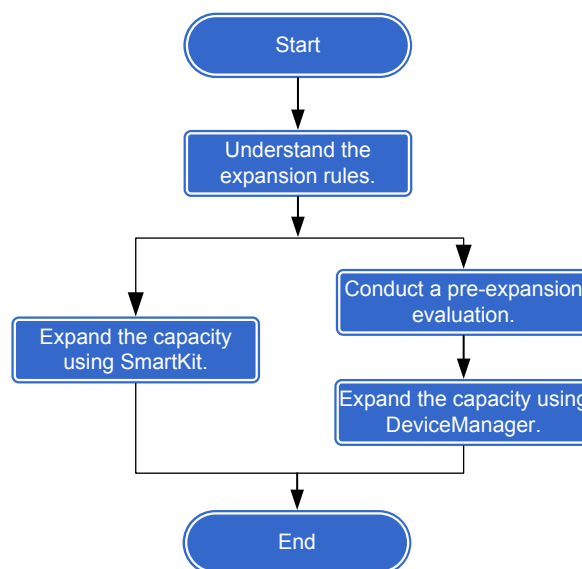 Start
Understand the
expansion rules.
Conduct a pre-expansion
evaluation.
Expand the capacity
using SmartKit.
Expand the capacity using
DeviceManager.
End